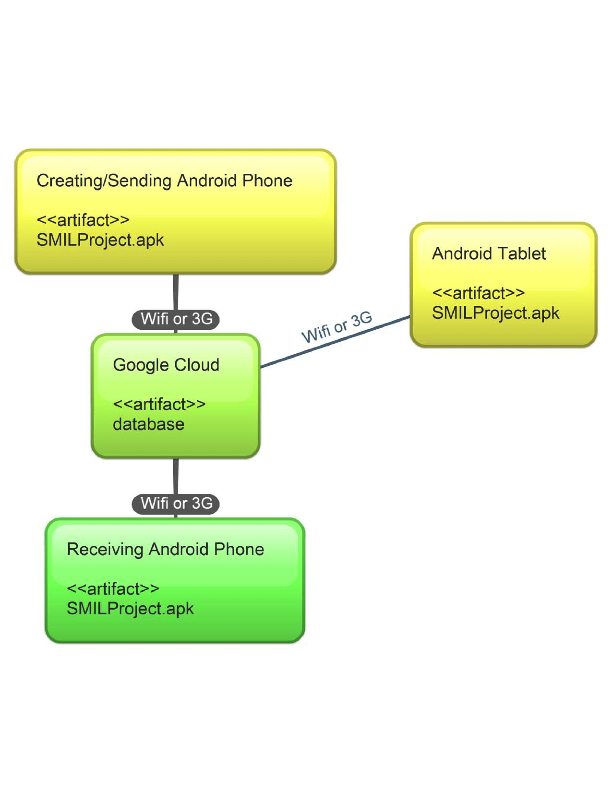 Creating/Sending Android Phone
<<artifact>>
SMILProject.apk
Wifi or 3G
Android Tablet
<<artifact>>
SMILProject.apk
Wifi or 3G
Google Cloud
<<artifact>>
database
Wifi or 3G
Receiving Android Phone
<<artifact>>
SMILProject.apk